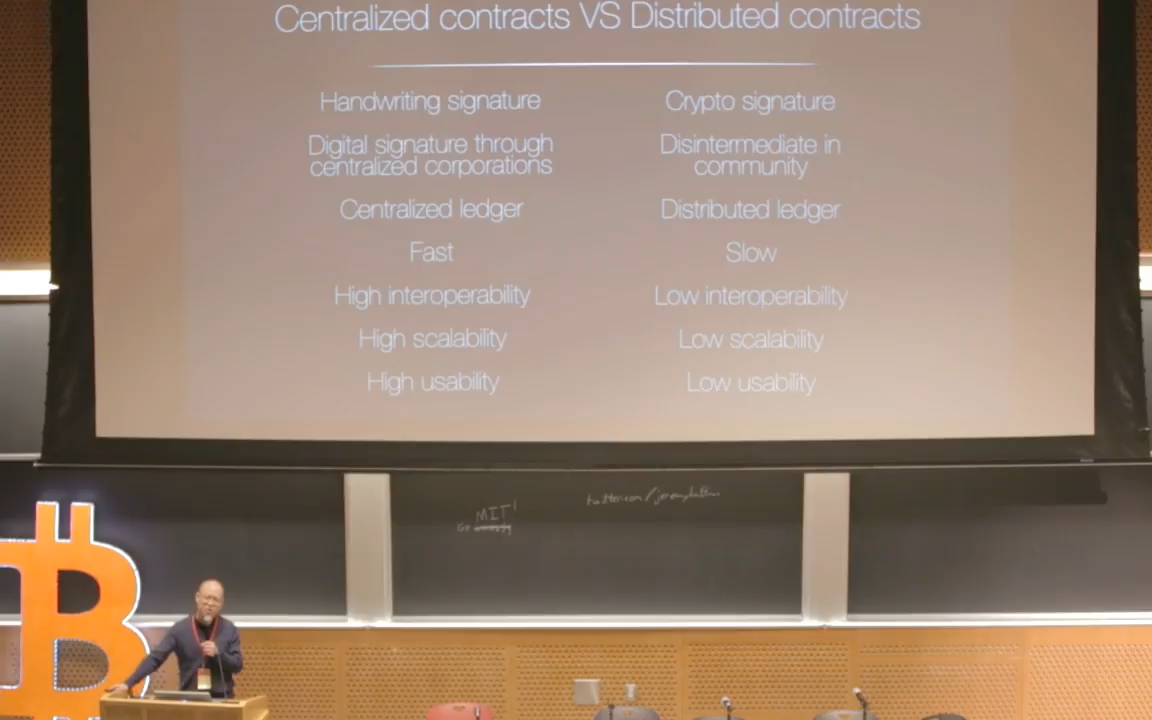 Centralized contracts VS Distributed contracts
Handwriting signature
Crypto signature
Digital signature through
centralized corporations
Disintermediate in
community
Centralized ledger
Distributed ledger
Fast
Slow
High interoperability
Low interoperability
High scalability
Low scalability
High usability
Low usability
MIT!
Go